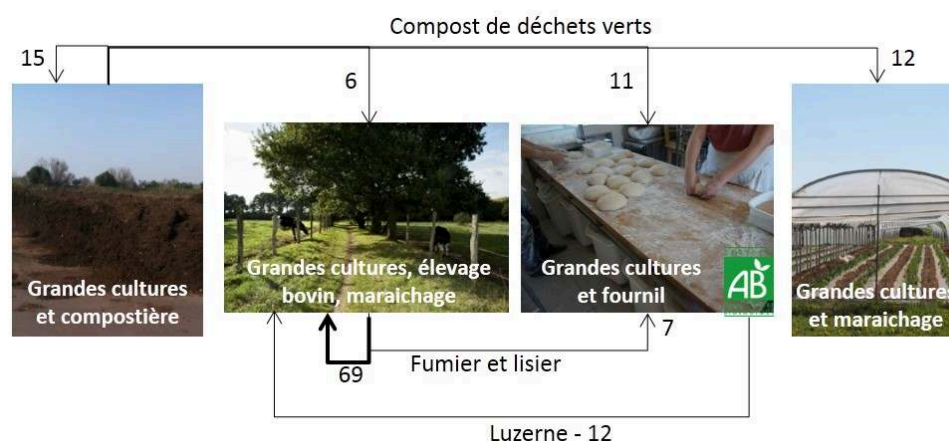 Compost de déchets verts
15
6
11
12
Grandes cultures
et compostière
Grandes cultures, élevage
bovin, maraichage
Grandes cultures
et fournil
AB
Grandes cultures
et maraichage
69
Fumier et lisier
7
Luzerne - 12